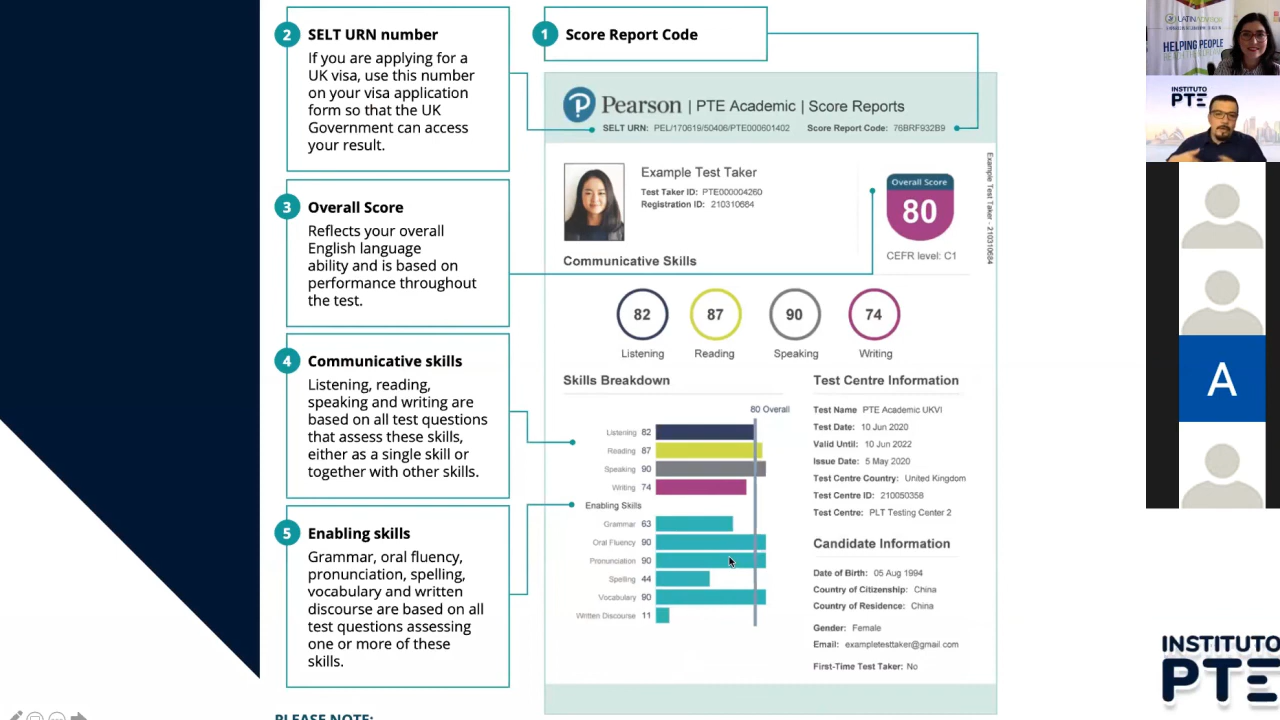 2 SELT URN number
If you are applying for a
UK visa, use this number
on your visa application
form so that the UK
Government can access
your result.
3 Overall Score
Reflects your overall
English language
ability and is based on
performance throughout
the test.
4 Communicative skills
Listening, reading,
speaking and writing are
based on all test questions
that assess these skills,
either as a single skill or
together with other skills.
5 Enabling skills
Grammar, oral fluency,
pronunciation, spelling,
vocabulary and written
discourse are based on all
test questions assessing
one or more of these
skills.
PLEASE NOTE:
1 Score Report Code
P Pearson | PTE Academic | Score Reports
SELT URN: PEL/170619/50406/PTE000601402 Score Report Code: 76BRF932B9
Example Test Taker
Test Taker ID: PTE000004260
Registration ID: 210310684
Overall Score
80
CEFR level: C1
Example Test Taker - 210310684
Communicative Skills
82 87 90 74
Listening Reading Speaking Writing
Skills Breakdown
80 Overall
Listening 82
Reading 87
Speaking 90
Writing 74
Enabling Skills
Grammar 63
Oral Fluency 90
Pronunciation 90
Spelling 44
Vocabulary 90
Written Discourse 11
Test Centre Information
Test Name PTE Academic UKVI
Test Date: 10 Jun 2020
Valid Until: 10 Jun 2022
Issue Date: 5 May 2020
Test Centre Country: United Kingdom
Test Centre ID: 210050358
Test Centre: PLT Testing Center 2
Candidate Information
Date of Birth: 05 Aug 1994
Country of Citizenship: China
Country of Residence: China
Gender: Female
Email: exampletesttaker@gmail com
First-Time Test Taker: No
HELPING PEOPLE
INSTITUTO
PTE
A
INSTITUTO
PTE